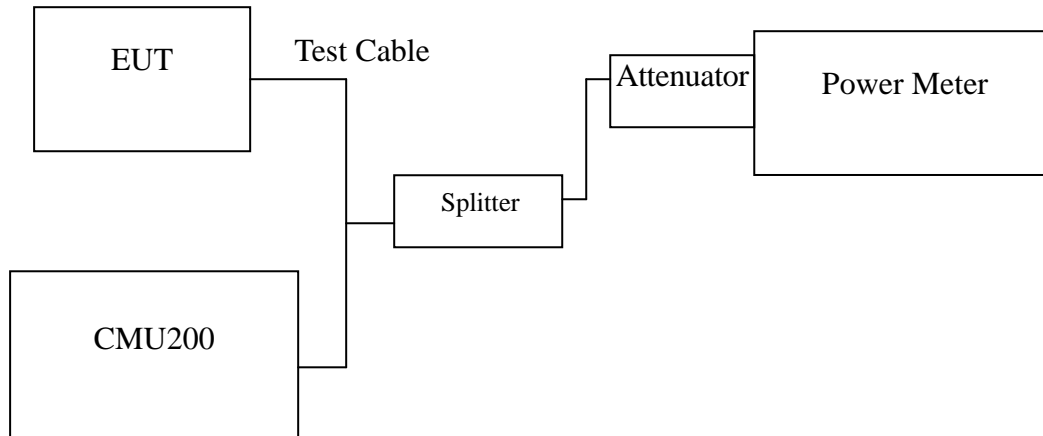 EUT
Test Cable
Attenuator
Power Meter
Splitter
CMU200